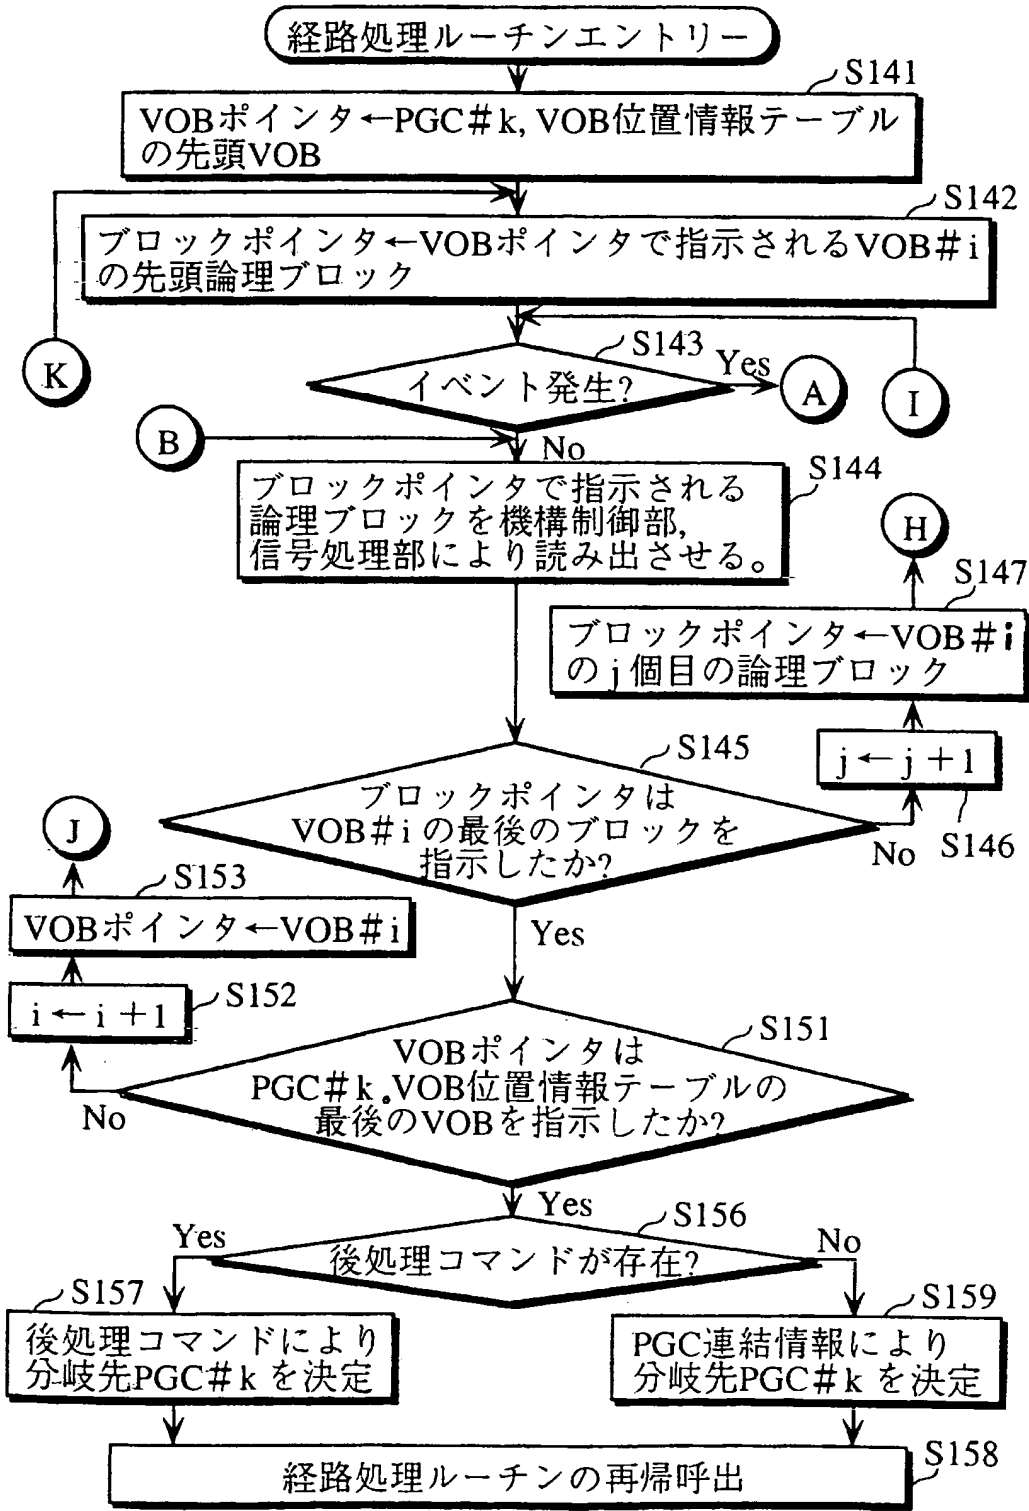 経路処理ルーチンエントリー
S141
VOBポインタ←PGC#k, VOB位置情報テーブル
の先頭VOB
S142
ブロックポインタ←VOBポインタで指示されるVOB#i
の先頭論理ブロック
K
S143
イベント発生?
Yes
A
I
B
No
S144
ブロックポインタで指示される
論理ブロックを機構制御部,
信号処理部により読み出させる。
H
S147
ブロックポインタ←VOB#i
のj個目の論理ブロック
S145
j←j+1
S146
ブロックポインタは
VOB#iの最後のブロックを
指示したか?
No
J
S153
VOBポインタ←VOB#i
Yes
S152
i←i+1
S151
VOBポインタは
PGC#k.VOB位置情報テーブルの
最後のVOBを指示したか?
No
Yes
S156
後処理コマンドが存在?
Yes
No
S157
後処理コマンドにより
分岐先PGC#kを決定
S159
PGC連結情報により
分岐先PGC#kを決定
S158
経路処理ルーチンの再帰呼出